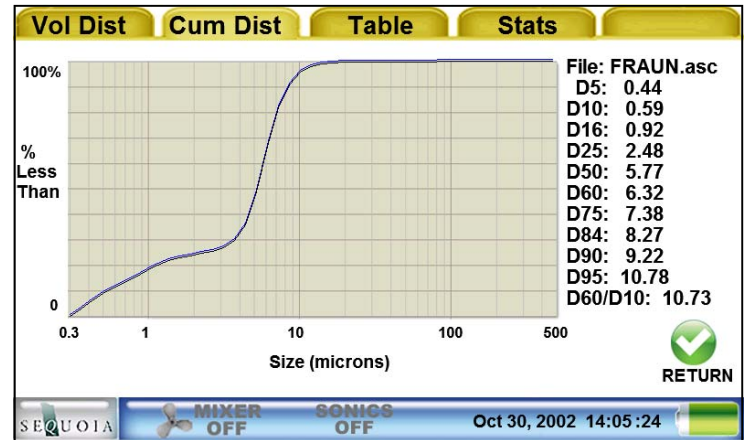 Vol Dist Cum Dist Table Stats
100%
%
Less
Than
0
0.3 1 10 100 500
Size (microns)
File: FRAUN.asc
D5: 0.44
D10: 0.59
D16: 0.92
D25: 2.48
D50: 5.77
D60: 6.32
D75: 7.38
D84: 8.27
D90: 9.22
D95: 10.78
D60/D10: 10.73
RETURN
SEQUOIA
MIXER
OFF
SONICS
OFF
Oct 30, 2002 14:05:24